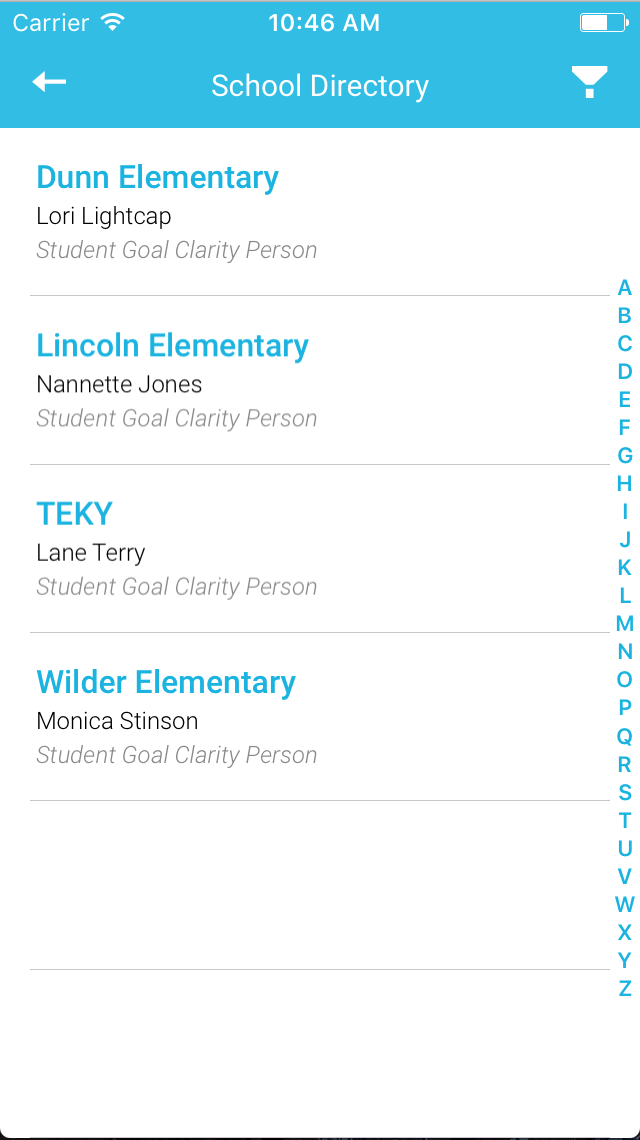 Carrier 10:46 AM
School Directory
Dunn Elementary
Lori Lightcap
Student Goal Clarity Person
Lincoln Elementary
Nannette Jones
Student Goal Clarity Person
TEKY
Lane Terry
Student Goal Clarity Person
Wilder Elementary
Monica Stinson
Student Goal Clarity Person
A
B
C
D
E
F
G
H
I
J
K
L
M
N
O
P
Q
R
S
T
U
V
W
X
Y
Z